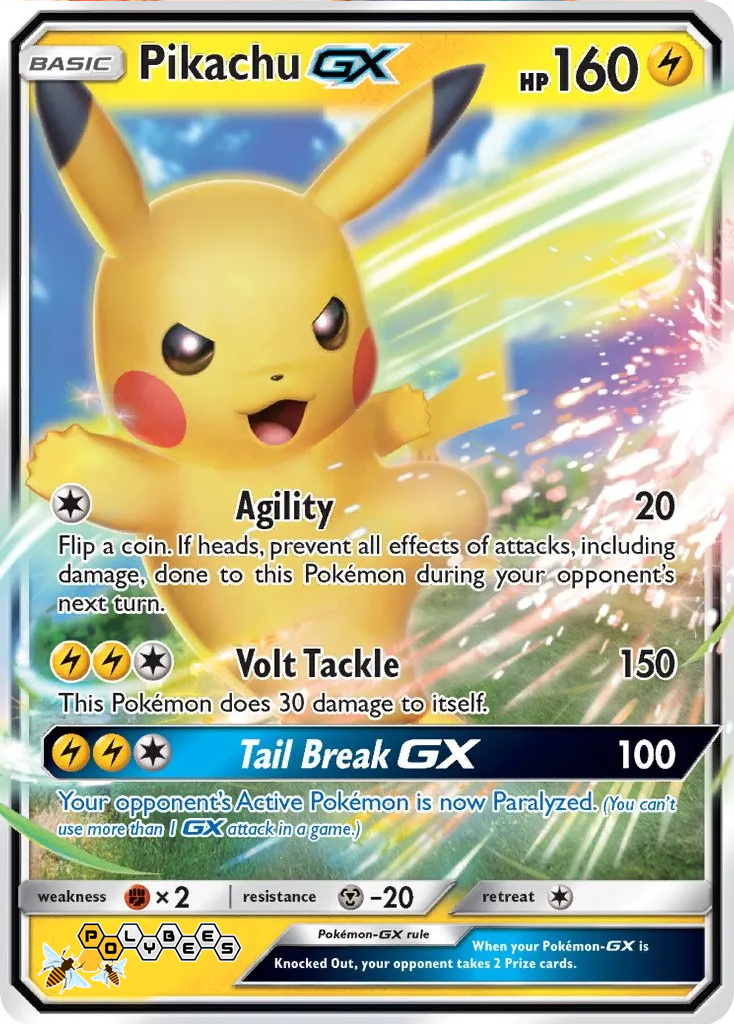 BASIC Pikachu GX HP 160
Agility 20
Flip a coin. If heads, prevent all effects of attacks, including
damage, done to this Pokémon during your opponent's
next turn.
Volt Tackle 150
This Pokémon does 30 damage to itself.
Tail Break GX 100
Your opponent's Active Pokémon is now Paralyzed. (You can't
use more than 1 GX attack in a game.)
weakness ×2 resistance -20 retreat
POLYBEES
Pokémon-GX rule
When your Pokémon-GX is
Knocked Out, your opponent takes 2 Prize cards.